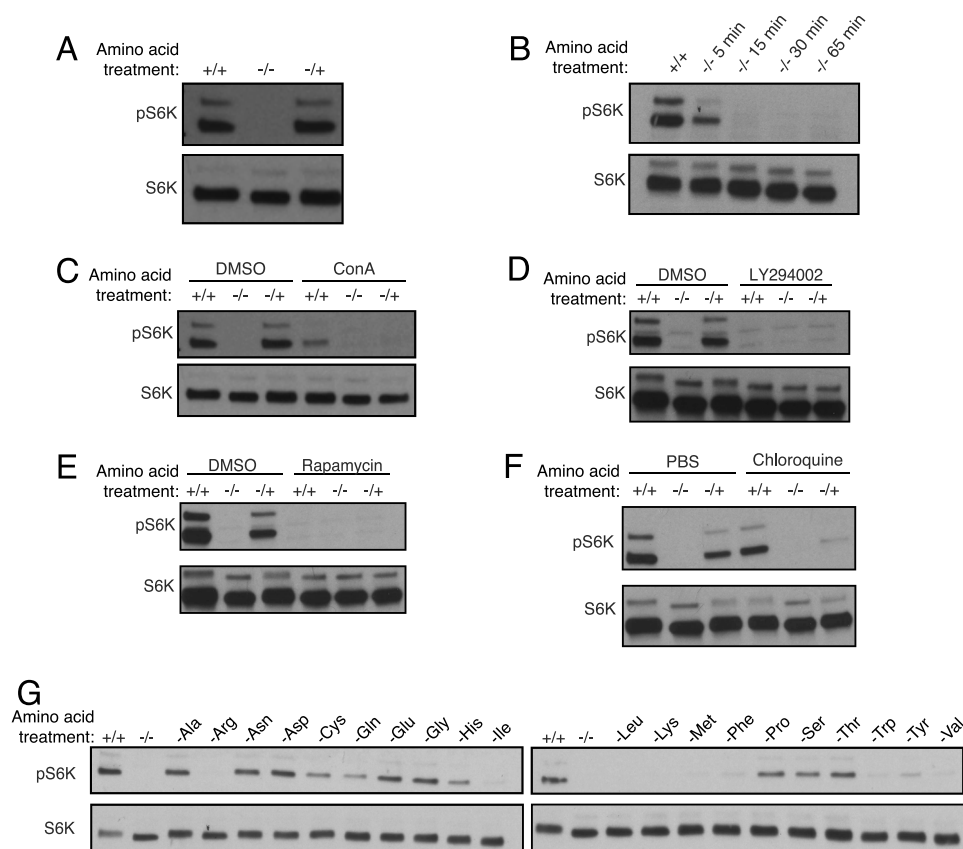 A
Amino acid
treatment: +/+ -/- -/+
pS6K
S6K
B
Amino acid
treatment: +/+ -/- 5 min -/- 15 min -/- 30 min -/- 65 min
pS6K
S6K
C
Amino acid
DMSO ConA
treatment: +/+ -/- -/+ +/+ -/- -/+
pS6K
S6K
D
Amino acid
DMSO LY294002
treatment: +/+ -/- -/+ +/+ -/- -/+
pS6K
S6K
E
Amino acid
DMSO Rapamycin
treatment: +/+ -/- -/+ +/+ -/- -/+
pS6K
S6K
F
Amino acid
PBS Chloroquine
treatment: +/+ -/- -/+ +/+ -/- -/+
pS6K
S6K
G
Amino acid
treatment: +/+ -/- -Ala -Arg -Asn -Asp -Cys -Gln -Glu -Gly -His -Ile +/+ -/- -Leu -Lys -Met -Phe -Pro -Ser -Thr -Trp -Tyr -Val
pS6K
S6K